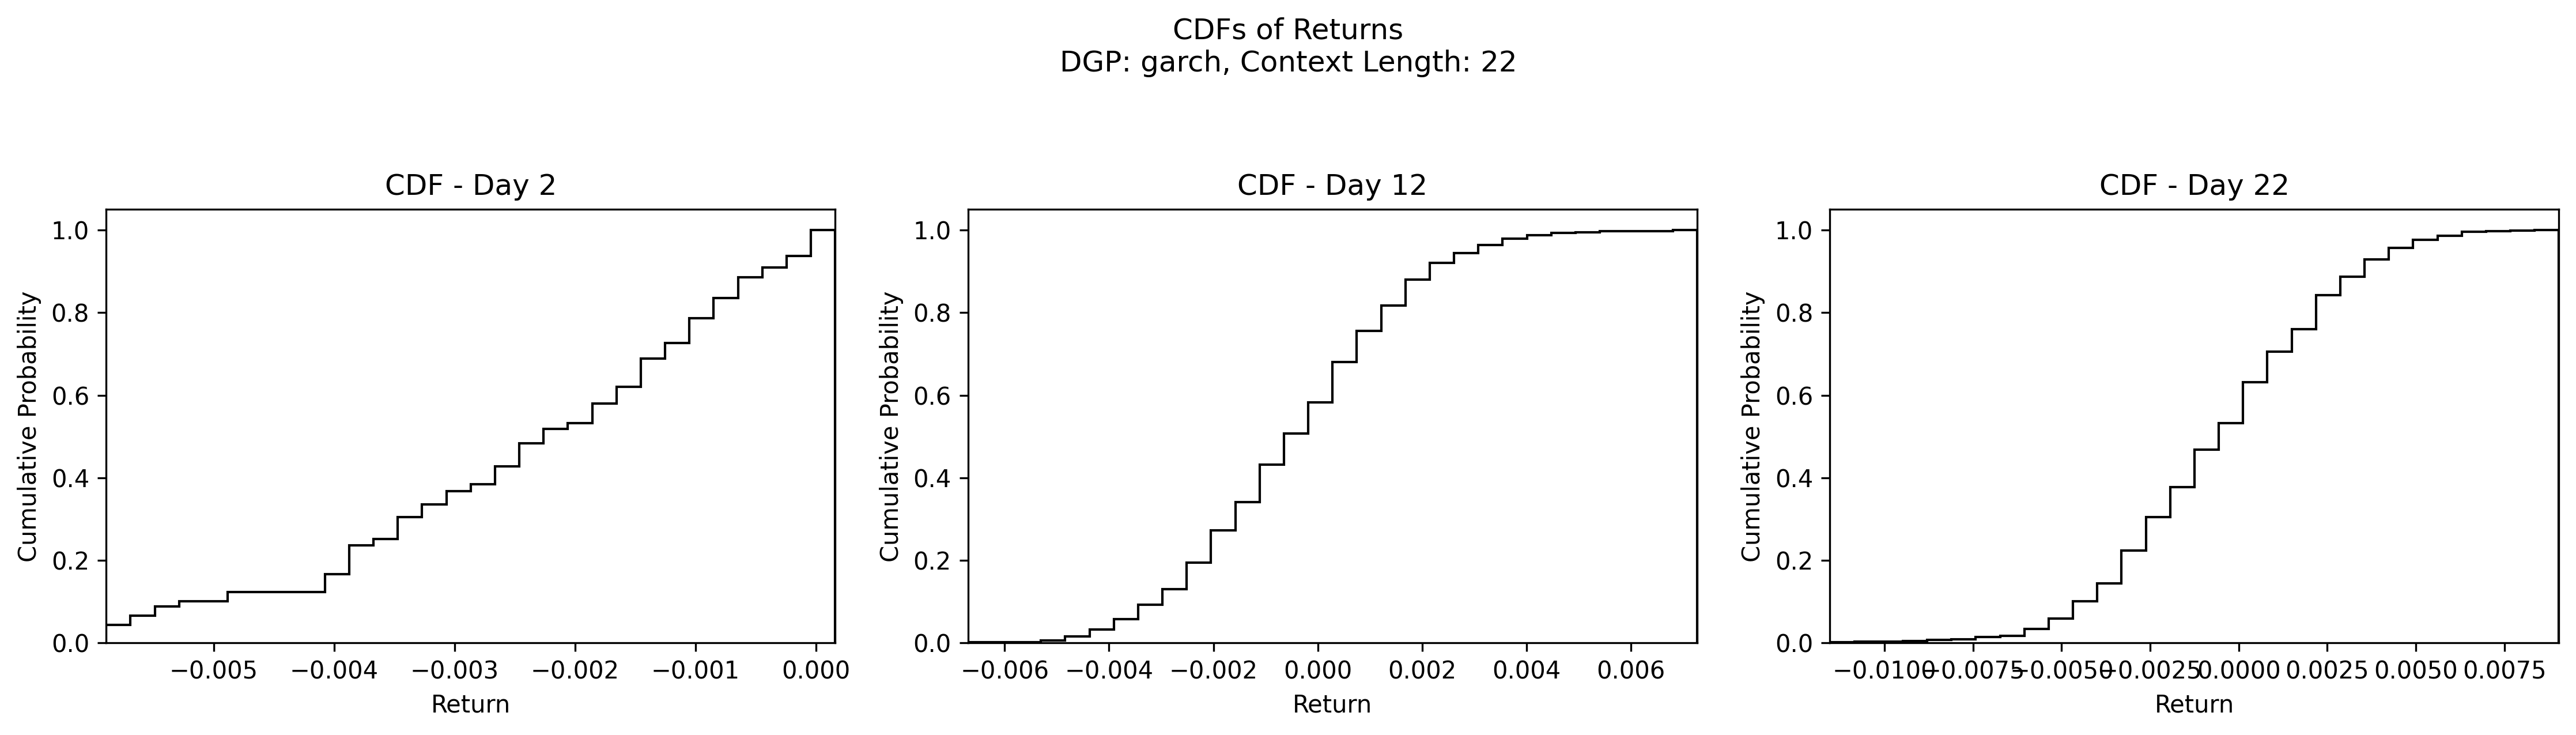 CDFs of Returns
DGP: garch, Context Length: 22
CDF - Day 2
Cumulative Probability
1.0
0.8
0.6
0.4
0.2
0.0
−0.005 −0.004 −0.003 −0.002 −0.001 0.000
Return
CDF - Day 12
Cumulative Probability
1.0
0.8
0.6
0.4
0.2
0.0
−0.006 −0.004 −0.002 0.000 0.002 0.004 0.006
Return
CDF - Day 22
Cumulative Probability
1.0
0.8
0.6
0.4
0.2
0.0
−0.0100 −0.0075 −0.0050 −0.0025 0.0000 0.0025 0.0050 0.0075
Return